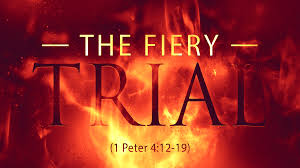 — THE FIERY —
TRIAL
(1 Peter 4:12-19)